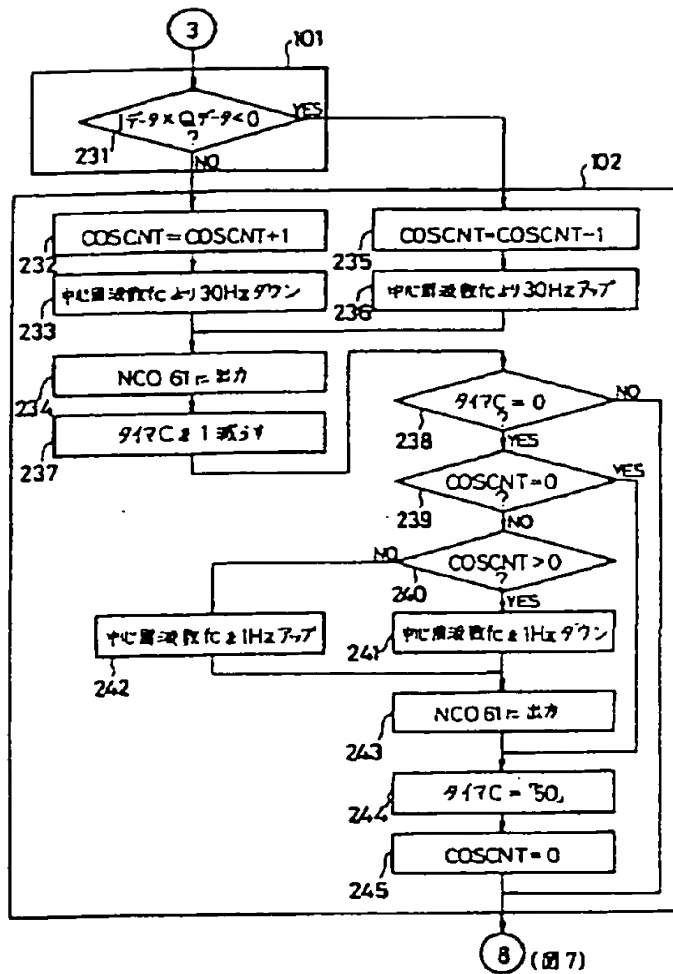 3
101
Iデータ×Qデータ<0
?
YES
231
NO
102
COSCNT=COSCNT+1
232
COSCNT=COSCNT-1
235
中心周波数fcより30Hzダウン
233
中心周波数fcより30Hzアップ
236
NCO 61に出力
234
タイマCを1減らす
237
タイマC=0
?
NO
238
YES
COSCNT=0
?
YES
239
NO
COSCNT>0
?
NO
240
YES
中心周波数fcを1Hzアップ
242
中心周波数fcを1Hzダウン
241
NCO 61に出力
243
タイマC=「50」
244
COSCNT=0
245
8 (図7)